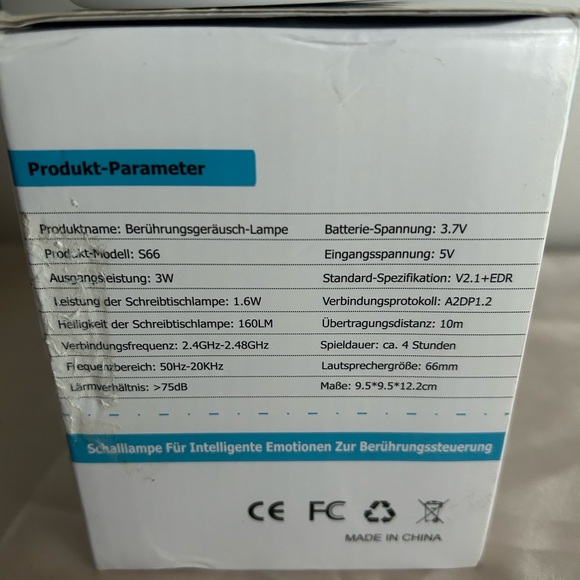 Produkt-Parameter
Produktname: Berührungsgeräusch-Lampe
Produkt-Modell: S66
Ausgangsleistung: 3W
Leistung der Schreibtischlampe: 1.6W
Helligkeit der Schreibtischlampe: 160LM
Verbindungsfrequenz: 2.4GHz-2.48GHz
Frequenzbereich: 50Hz-20KHz
Lärmverhältnis: >75dB
Batterie-Spannung: 3.7V
Eingangsspannung: 5V
Standard-Spezifikation: V2.1+EDR
Verbindungsprotokoll: A2DP1.2
Übertragungsdistanz: 10m
Spieldauer: ca. 4 Stunden
Lautsprechergröße: 66mm
Maße: 9.5*9.5*12.2cm
Schalllampe Für Intelligente Emotionen Zur Berührungssteuerung
CE FC
MADE IN CHINA